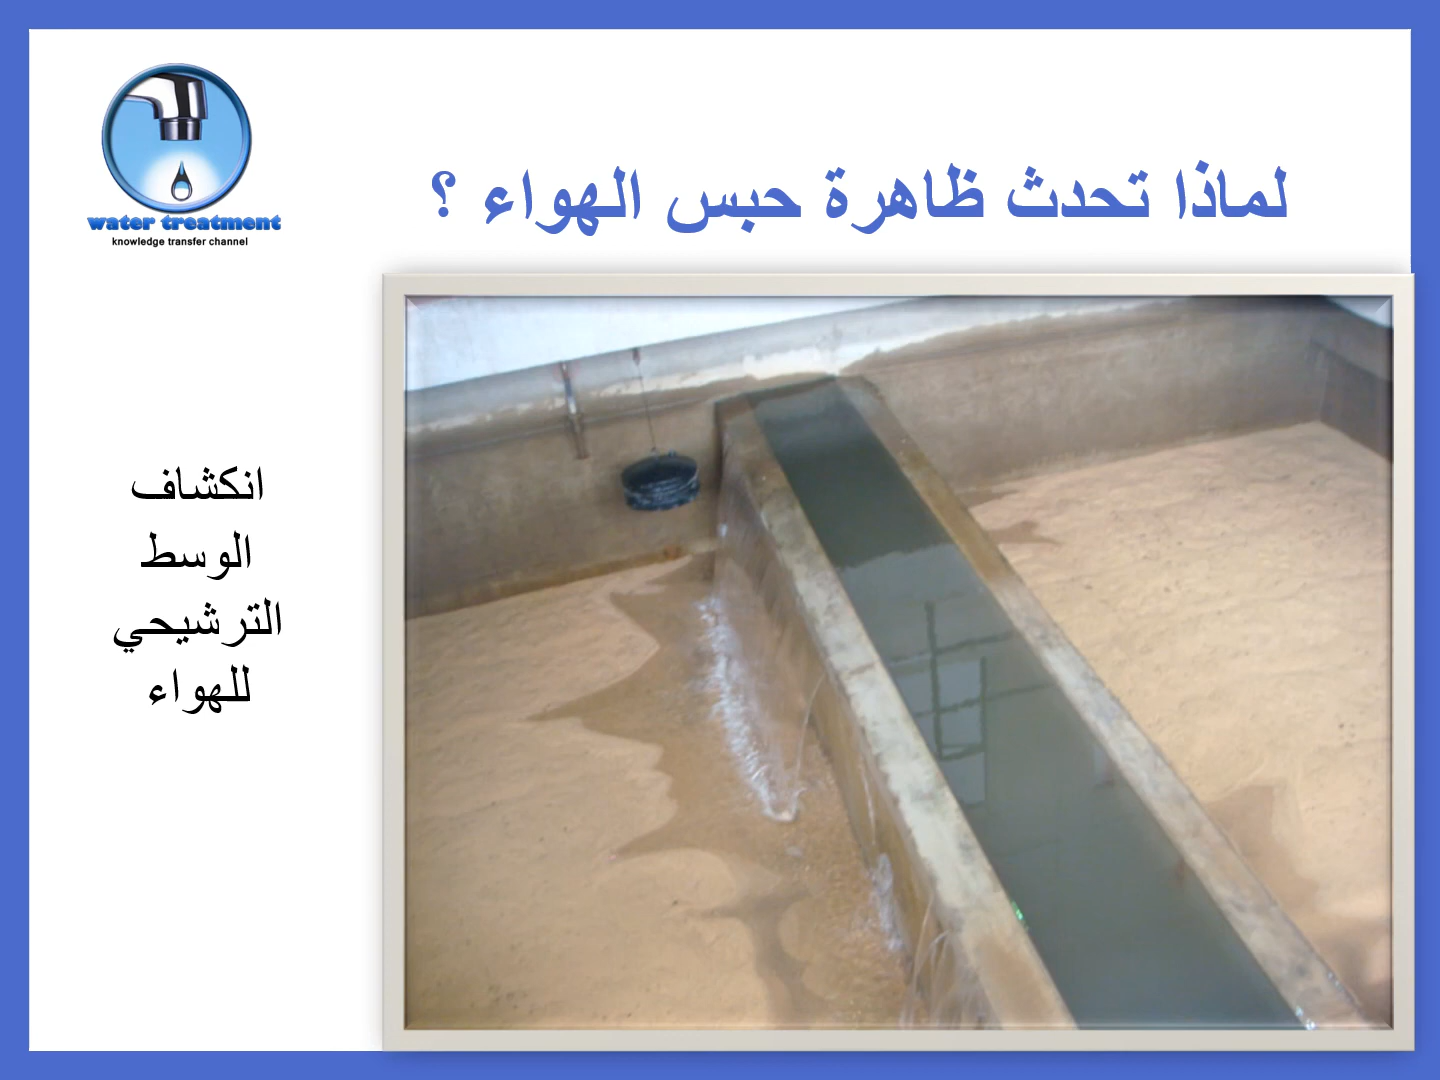 water treatment
knowledge transfer channel
لماذا تحدث ظاهرة حبس الهواء ؟
انكشاف
الوسط
الترشيحي
للهواء